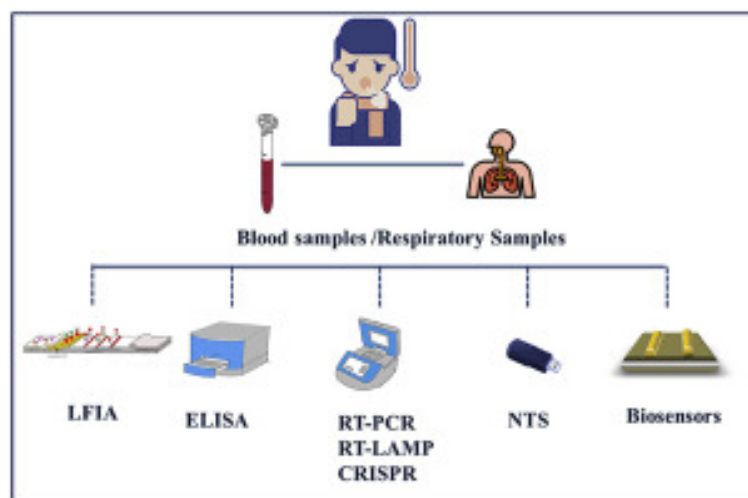 Blood samples /Respiratory Samples
LFIA
ELISA
RT-PCR
RT-LAMP
CRISPR
NTS
Biosensors